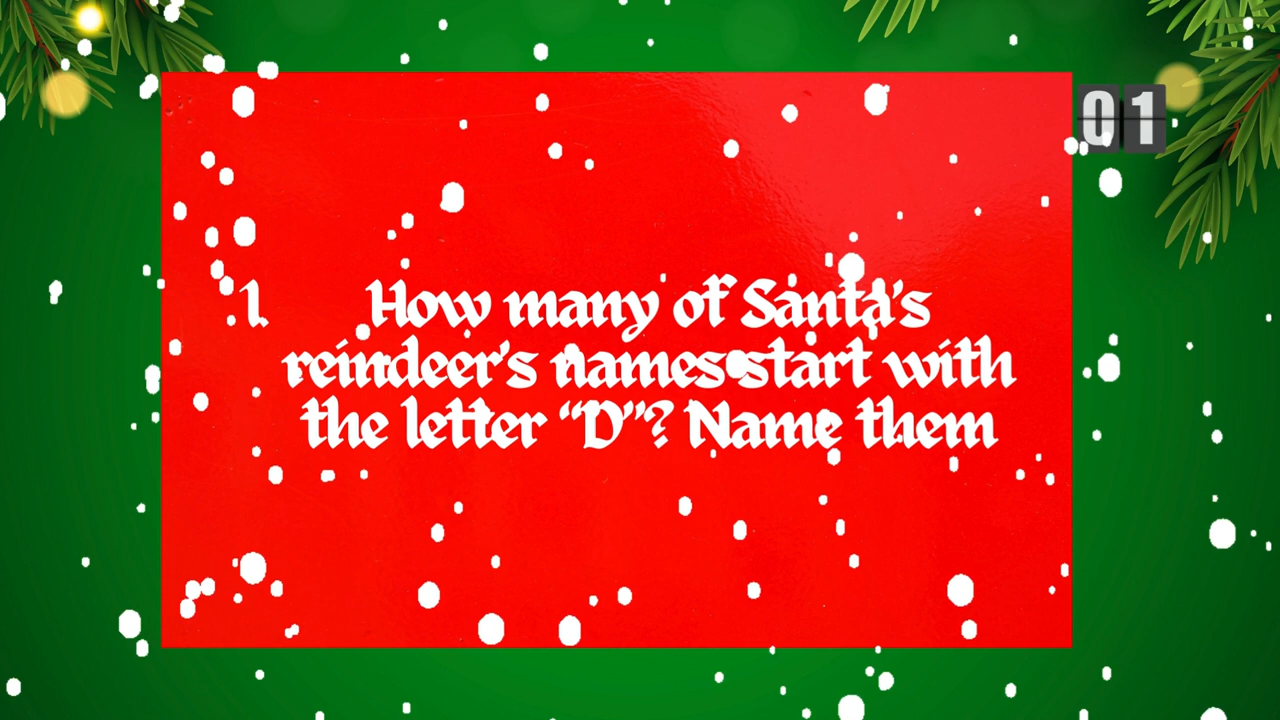 01
1. How many of Santa's
reindeer's names start with
the letter “D”? Name them